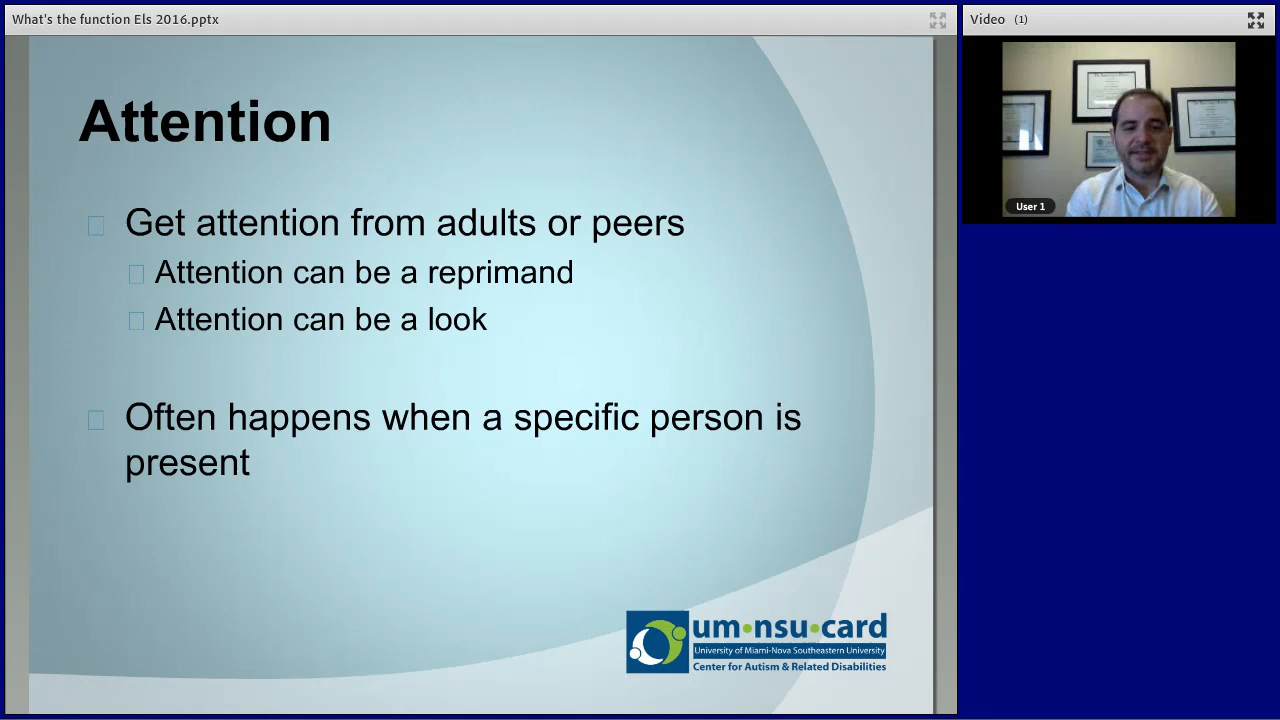 What's the function Els 2016.pptx
Video (1)
Attention
Get attention from adults or peers
Attention can be a reprimand
Attention can be a look
Often happens when a specific person is
present
User 1
um•nsu•card
University of Miami-Nova Southeastern University
Center for Autism & Related Disabilities